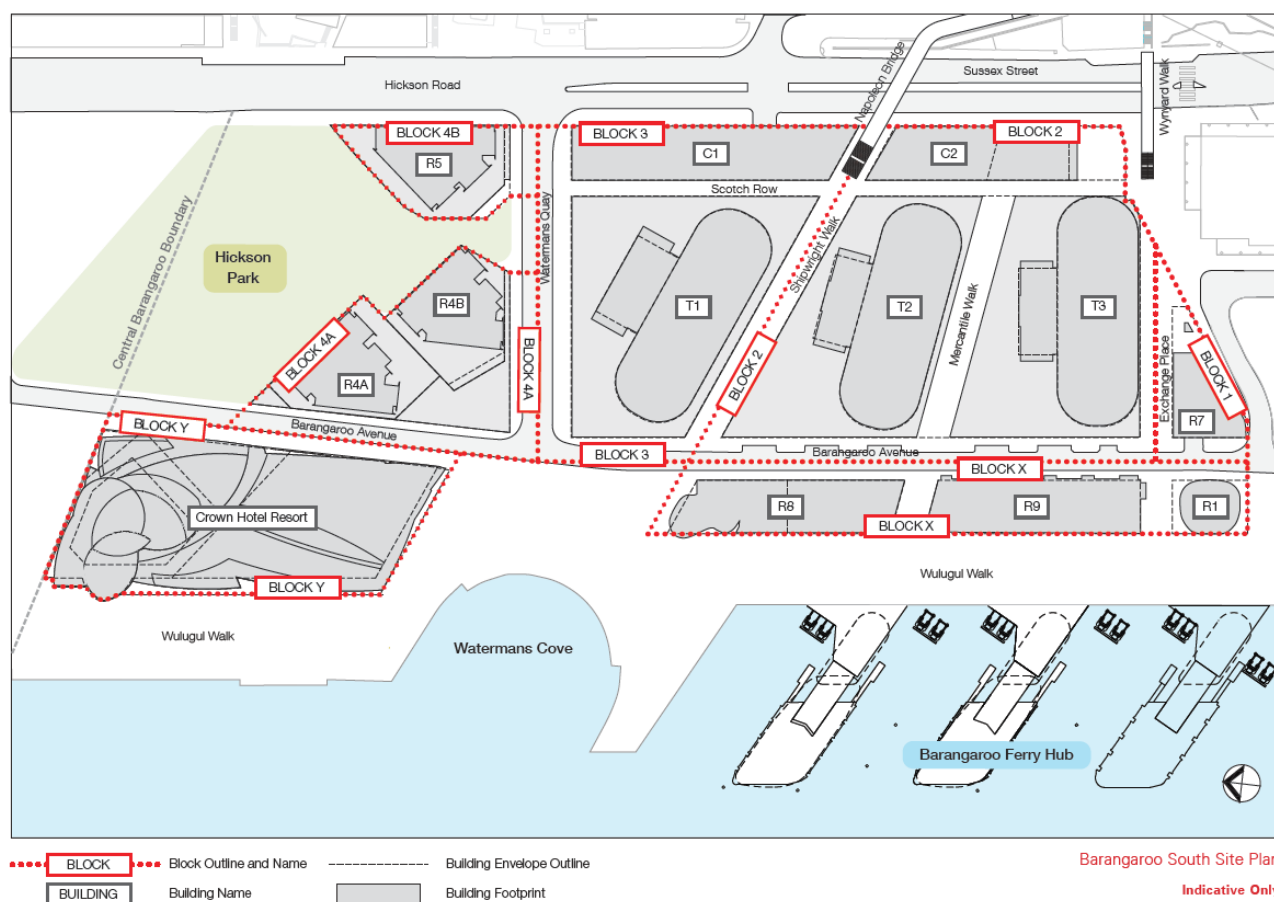 Hickson Road
Sussex Street
Napoleon Bridge
Wynyard Walk
BLOCK 4B
BLOCK 3
BLOCK 2
R5
C1
C2
Scotch Row
Central Barangaroo Boundary
Hickson
Park
Watermans Quay
Shipwright Walk
R4B
T1
T2
T3
Mercantile Walk
Exchange Place
BLOCK 4A
BLOCK 4A
BLOCK 2
BLOCK 1
R4A
R7
BLOCK Y
Barangaroo Avenue
BLOCK 3
Barangaroo Avenue
BLOCK X
Crown Hotel Resort
R8
R9
R1
BLOCK X
BLOCK Y
Wulugul Walk
Wulugul Walk
Watermans Cove
Barangaroo Ferry Hub
BLOCK
Block Outline and Name
Building Envelope Outline
BUILDING
Building Name
Building Footprint
Barangaroo South Site Plan
Indicative Only